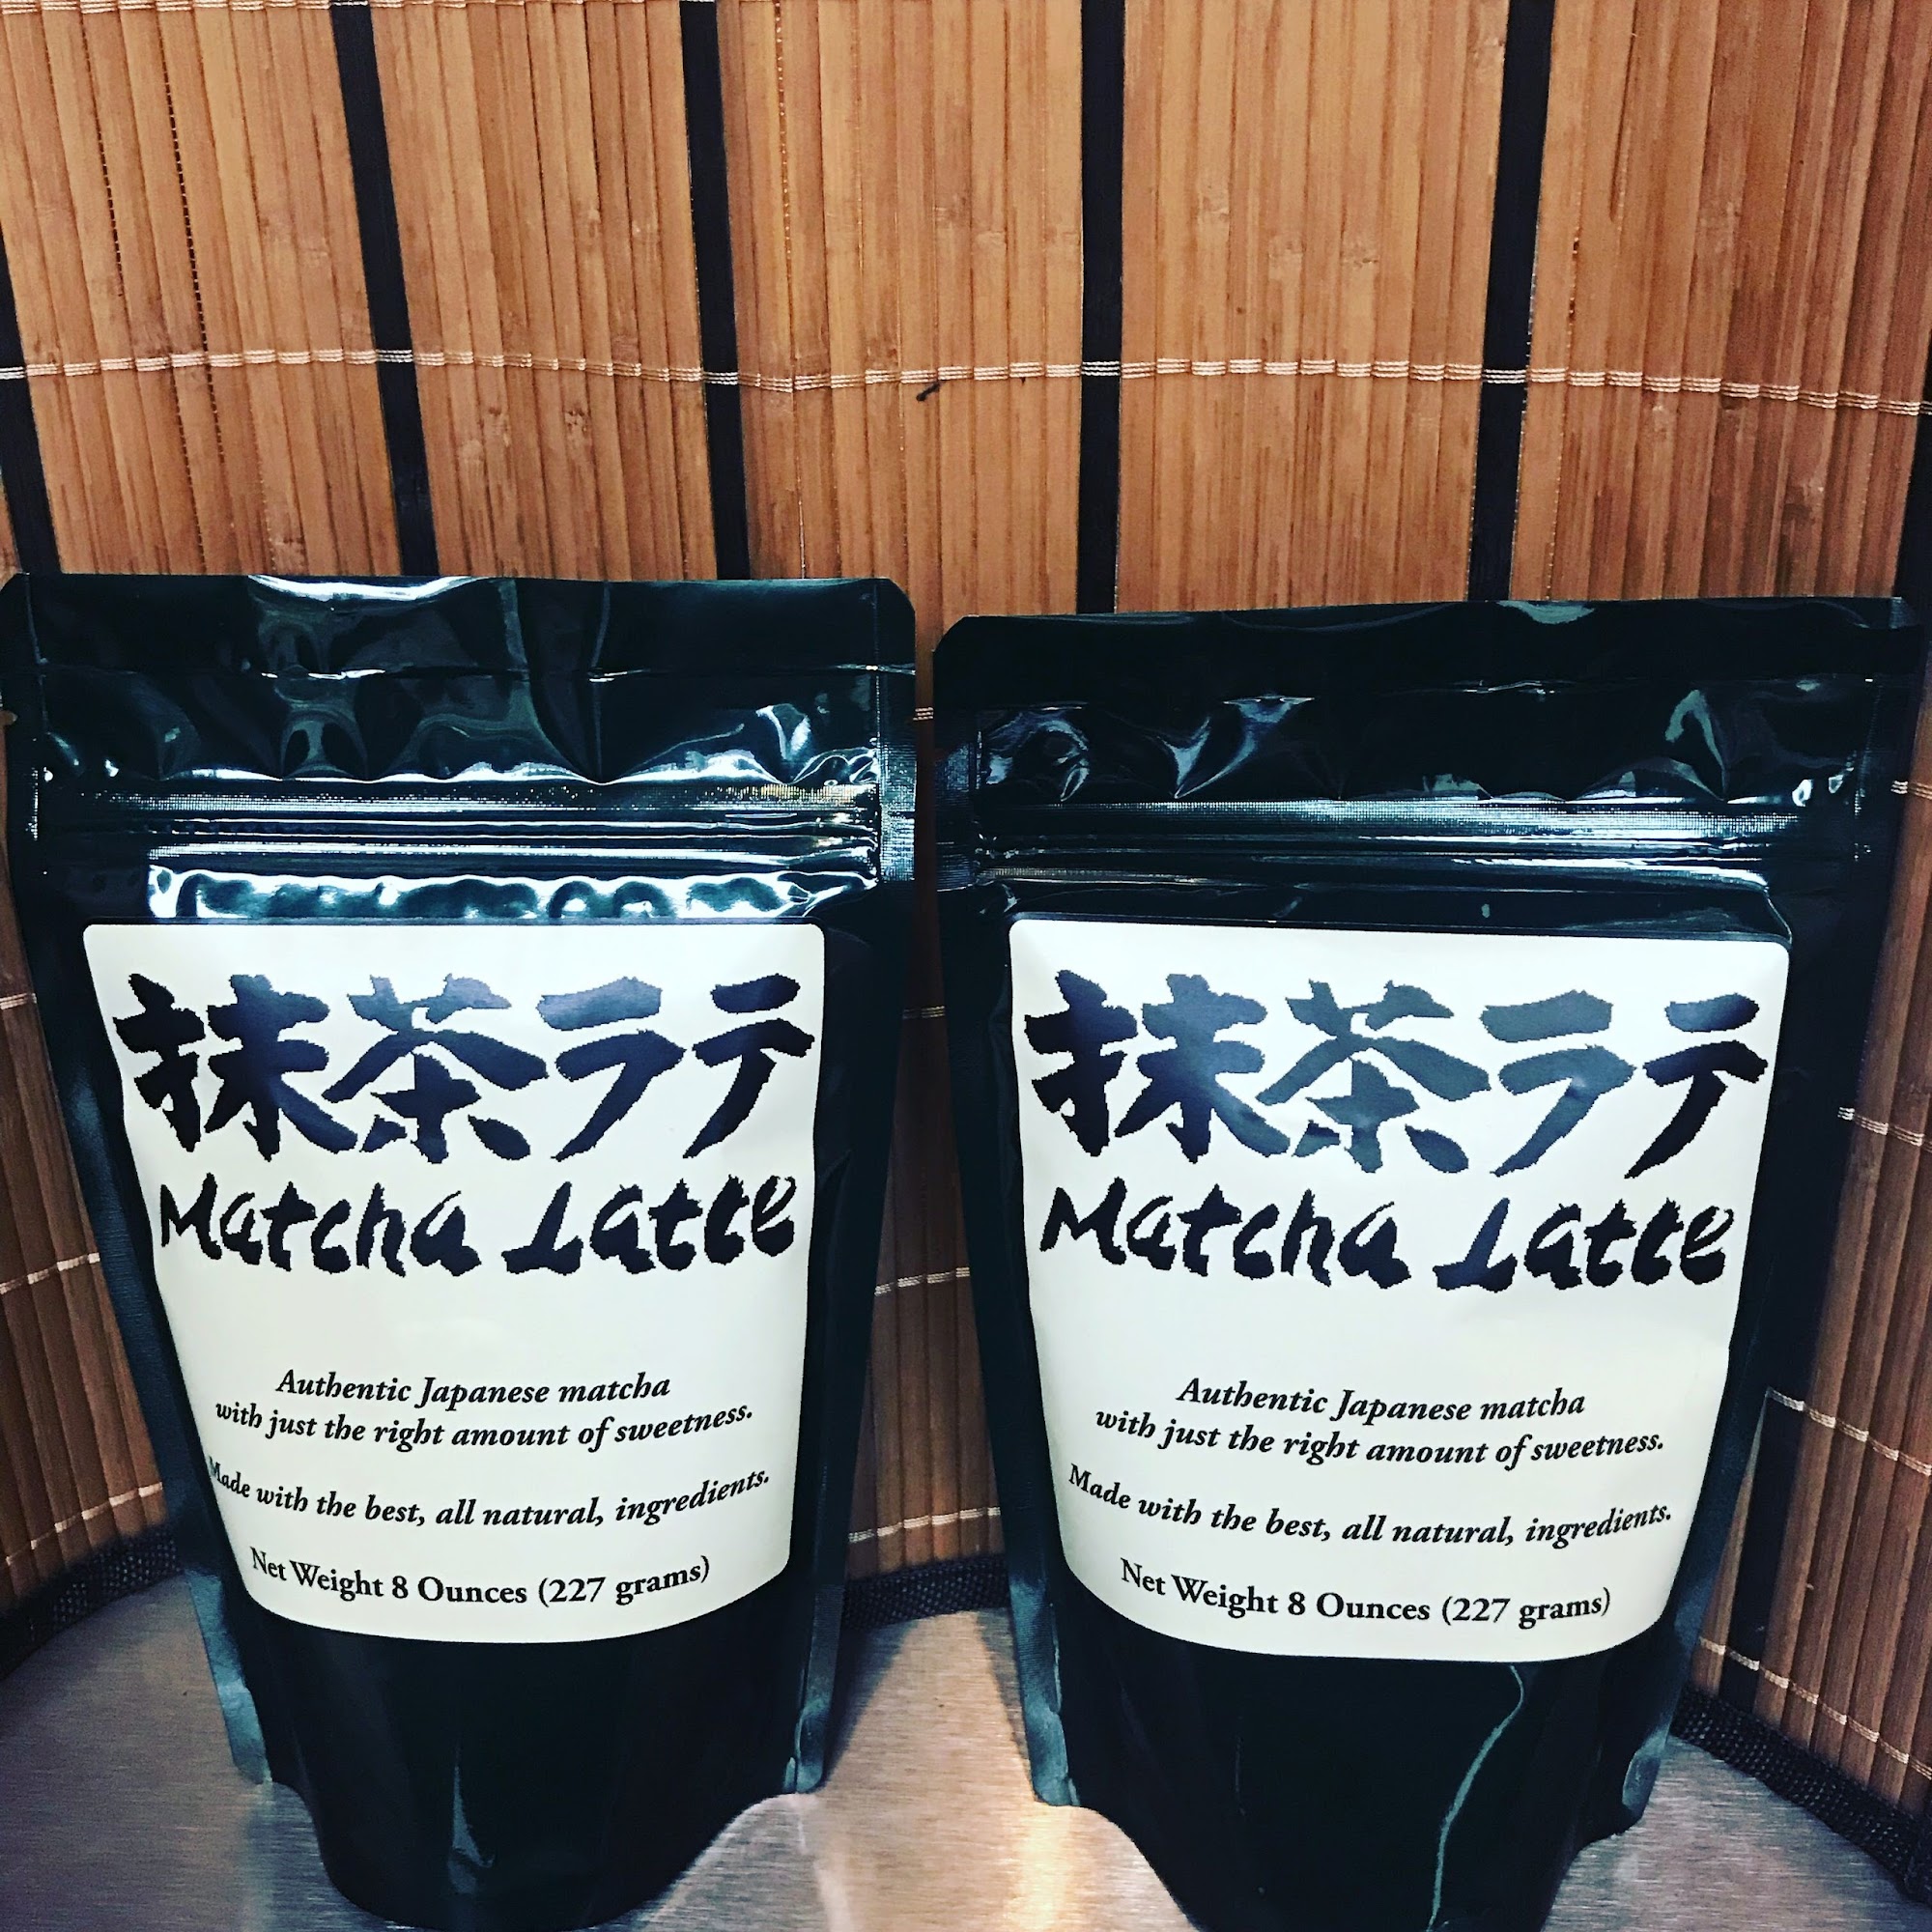 抹茶ラテ
Matcha Latte
Authentic Japanese matcha
with just the right amount of sweetness.
Made with the best, all natural, ingredients.
Net Weight 8 Ounces (227 grams)
抹茶ラテ
Matcha Latte
Authentic Japanese matcha
with just the right amount of sweetness.
Made with the best, all natural, ingredients.
Net Weight 8 Ounces (227 grams)